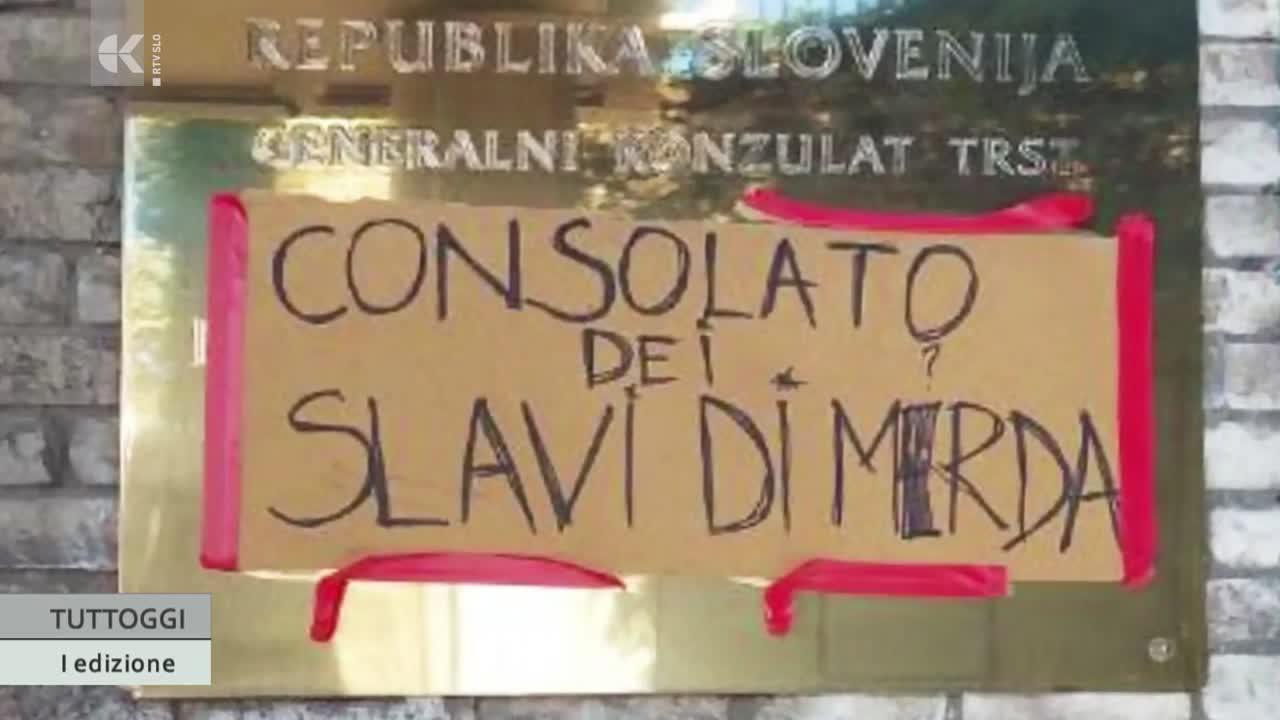 RTV SLO
REPUBLIKA SLOVENIJA
GENERALNI KONZULAT TRST
CONSOLATO
DEI
?
SLAVI DI MERDA
TUTTOGGI
I edizione